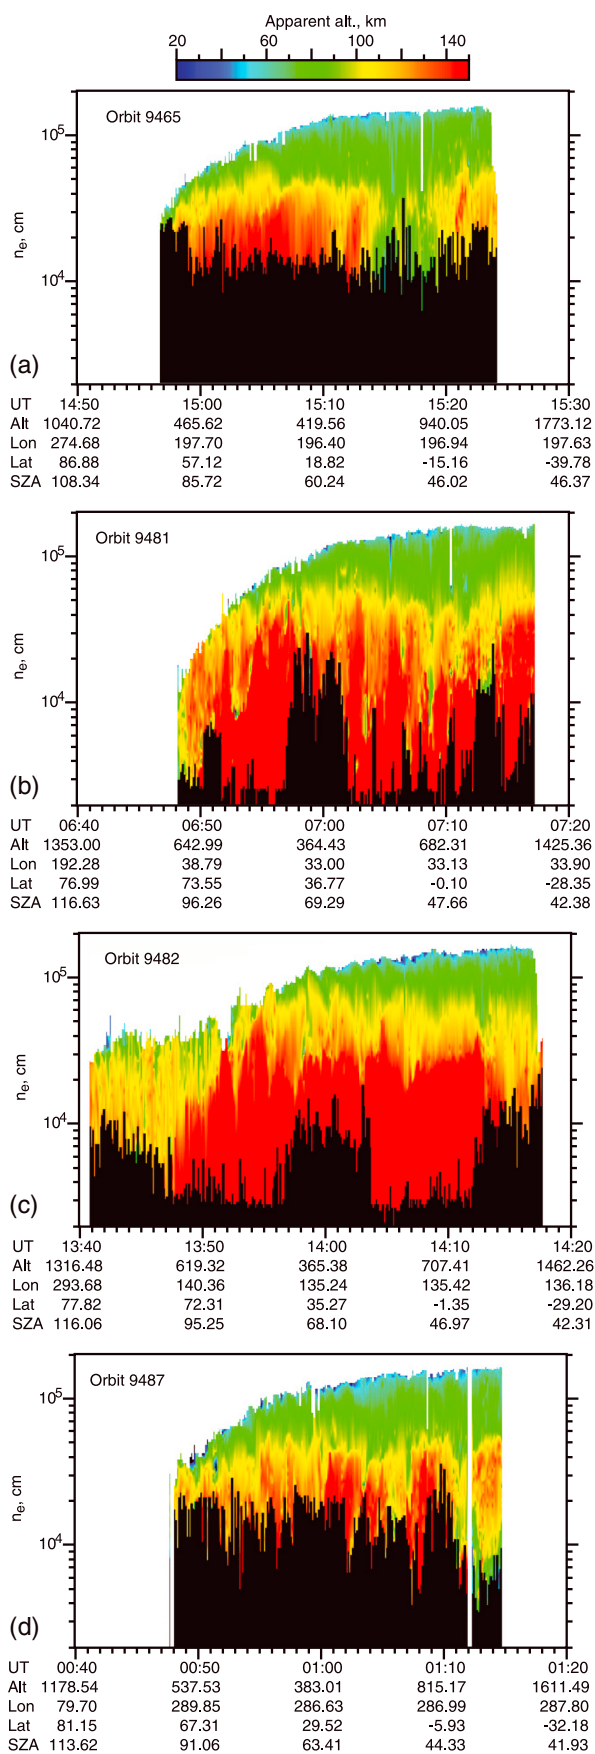 Apparent alt., km
20 60 100 140
Orbit 9465
10^5
10^4
n_e, cm
(a)
UT 14:50 15:00 15:10 15:20 15:30
Alt 1040.72 465.62 419.56 940.05 1773.12
Lon 274.68 197.70 196.40 196.94 197.63
Lat 86.88 57.12 18.82 -15.16 -39.78
SZA 108.34 85.72 60.24 46.02 46.37
Orbit 9481
10^5
10^4
n_e, cm
(b)
UT 06:40 06:50 07:00 07:10 07:20
Alt 1353.00 642.99 364.43 682.31 1425.36
Lon 192.28 38.79 33.00 33.13 33.90
Lat 76.99 73.55 36.77 -0.10 -28.35
SZA 116.63 96.26 69.29 47.66 42.38
Orbit 9482
10^5
10^4
n_e, cm
(c)
UT 13:40 13:50 14:00 14:10 14:20
Alt 1316.48 619.32 365.38 707.41 1462.26
Lon 293.68 140.36 135.24 135.42 136.18
Lat 77.82 72.31 35.27 -1.35 -29.20
SZA 116.06 95.25 68.10 46.97 42.31
Orbit 9487
10^5
10^4
n_e, cm
(d)
UT 00:40 00:50 01:00 01:10 01:20
Alt 1178.54 537.53 383.01 815.17 1611.49
Lon 79.70 289.85 286.63 286.99 287.80
Lat 81.15 67.31 29.52 -5.93 -32.18
SZA 113.62 91.06 63.41 44.33 41.93